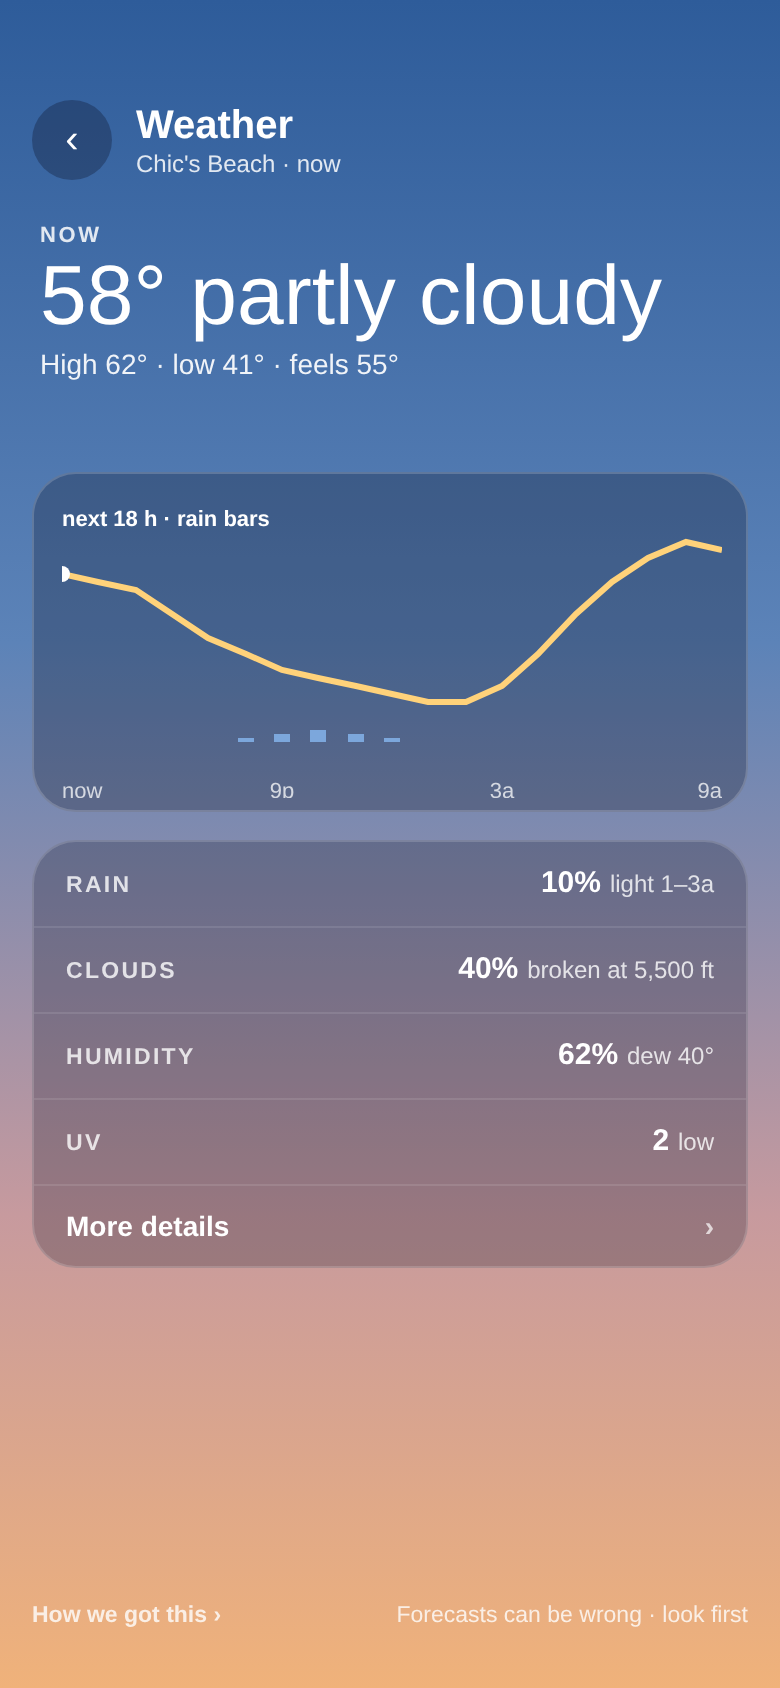 ‹
Weather
Chic's Beach · now
NOW
58° partly cloudy
High 62° · low 41° · feels 55°
next 18 h · rain bars
now 9p 3a 9a
RAIN 10% light 1–3a
CLOUDS 40% broken at 5,500 ft
HUMIDITY 62% dew 40°
UV 2 low
More details ›
How we got this › Forecasts can be wrong · look first